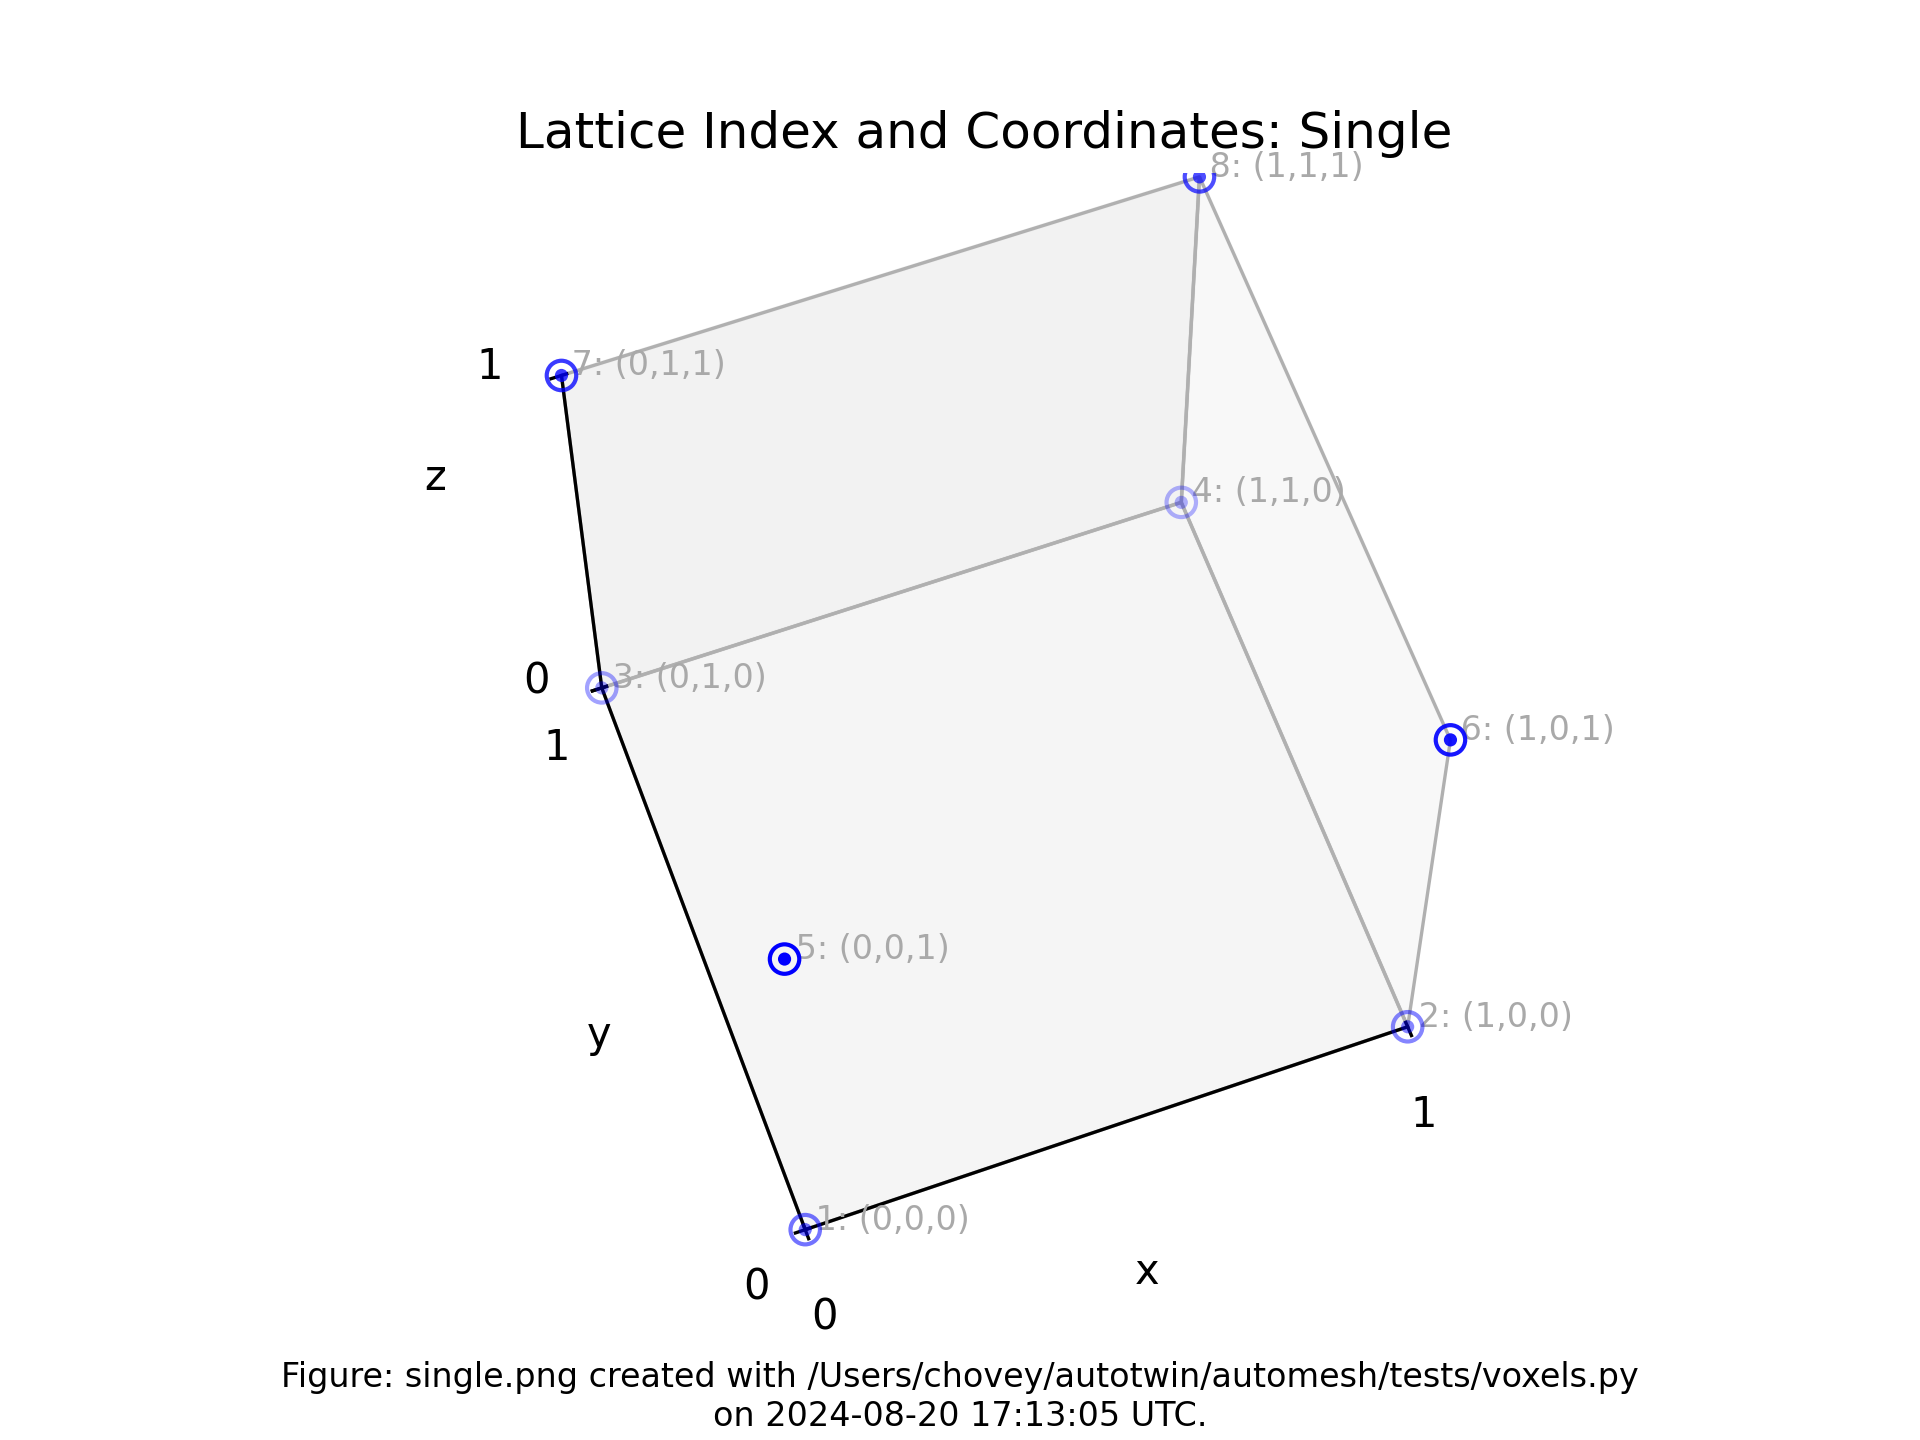 Lattice Index and Coordinates: Single
8: (1,1,1)
1
7: (0,1,1)
z
4: (1,1,0)
0
3: (0,1,0)
1
6: (1,0,1)
5: (0,0,1)
2: (1,0,0)
y
1
1: (0,0,0)
x
0
0
Figure: single.png created with /Users/chovey/autotwin/automesh/tests/voxels.py
on 2024-08-20 17:13:05 UTC.